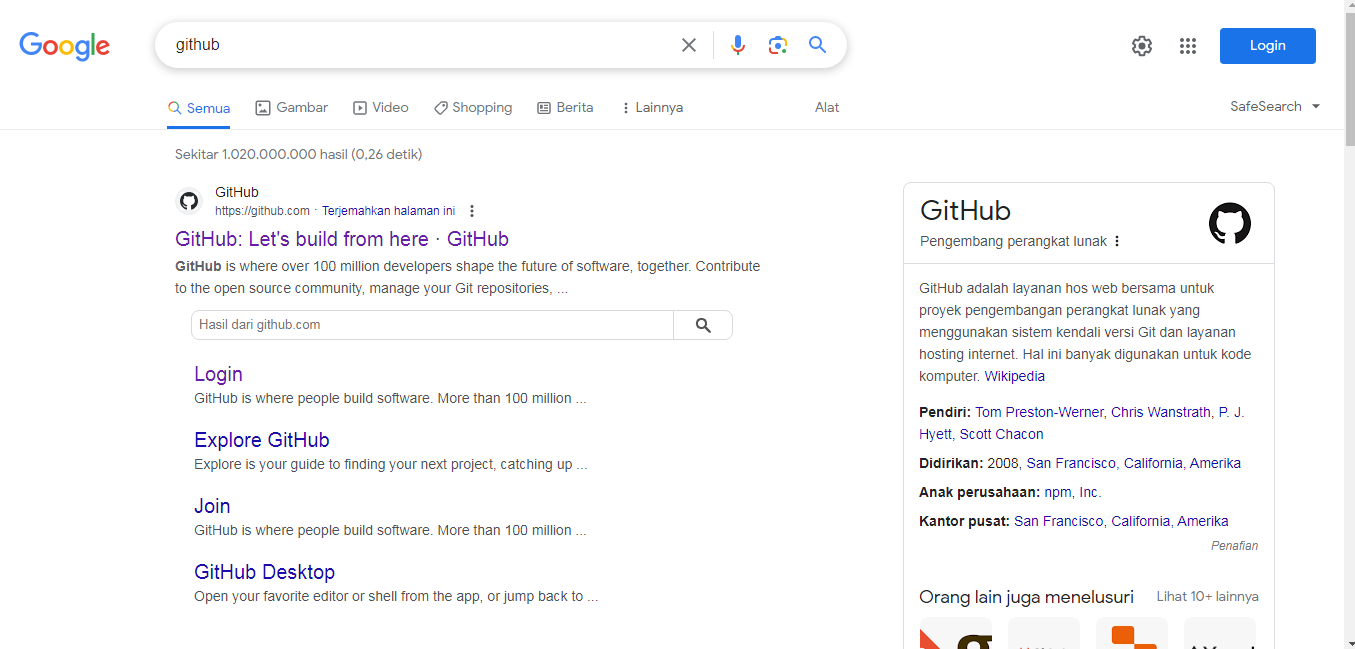 Google
github
Login
Semua
Gambar
Video
Shopping
Berita
Lainnya
Alat
SafeSearch
Sekitar 1.020.000.000 hasil (0,26 detik)
GitHub
https://github.com · Terjemahkan halaman ini
GitHub: Let's build from here · GitHub
GitHub is where over 100 million developers shape the future of software, together. Contribute
to the open source community, manage your Git repositories, ...
Hasil dari github.com
Login
GitHub is where people build software. More than 100 million ...
Explore GitHub
Explore is your guide to finding your next project, catching up ...
Join
GitHub is where people build software. More than 100 million ...
GitHub Desktop
Open your favorite editor or shell from the app, or jump back to ...
GitHub
Pengembang perangkat lunak
GitHub adalah layanan hos web bersama untuk
proyek pengembangan perangkat lunak yang
menggunakan sistem kendali versi Git dan layanan
hosting internet. Hal ini banyak digunakan untuk kode
komputer. Wikipedia
Pendiri: Tom Preston-Werner, Chris Wanstrath, P. J.
Hyett, Scott Chacon
Didirikan: 2008, San Francisco, California, Amerika
Anak perusahaan: npm, Inc.
Kantor pusat: San Francisco, California, Amerika
Penafian
Orang lain juga menelusuri
Lihat 10+ lainnya